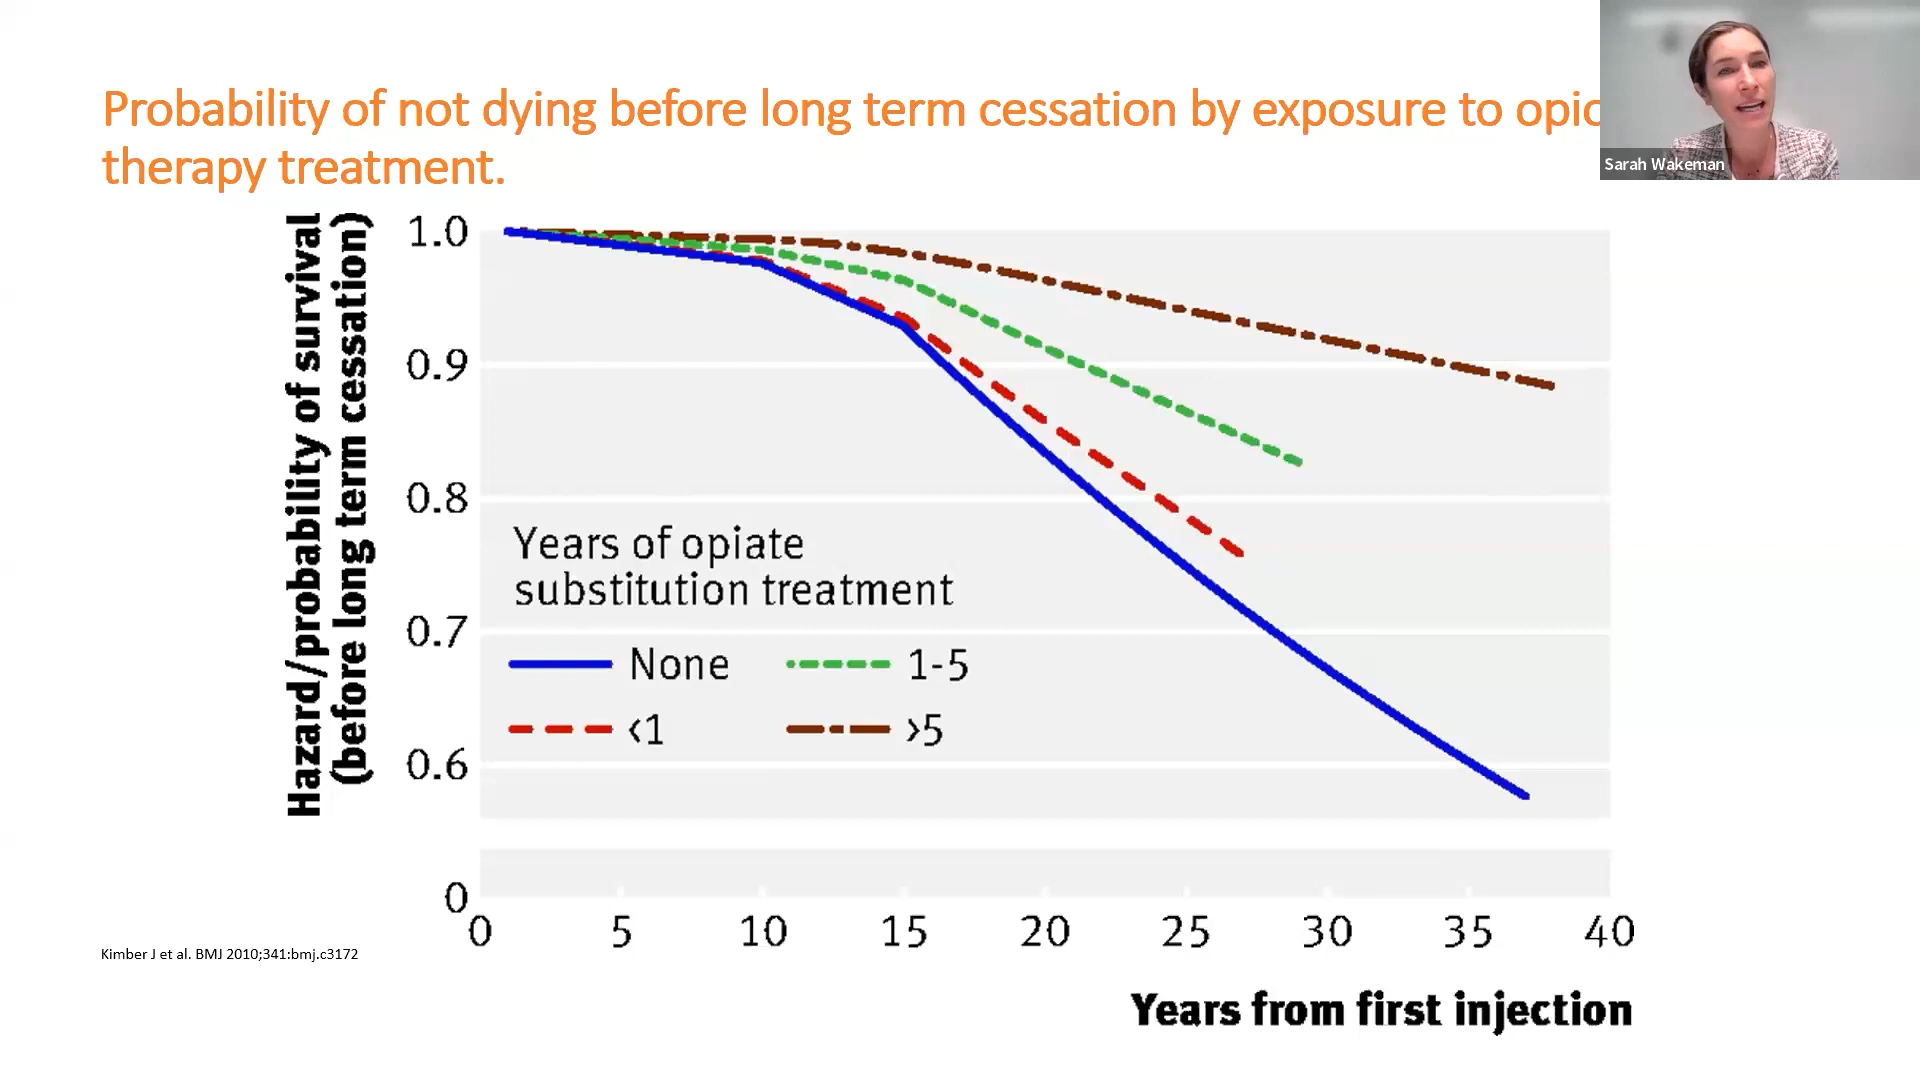 Probability of not dying before long term cessation by exposure to
therapy treatment.
Sarah Wakeman
Hazard/probability of survival
(before long term cessation)
1.0
0.9
0.8
0.7
0.6
0
Years of opiate
substitution treatment
None
1-5
<1
>5
0 5 10 15 20 25 30 35 40
Years from first injection
Kimber J et al. BMJ 2010;341:bmj.c3172